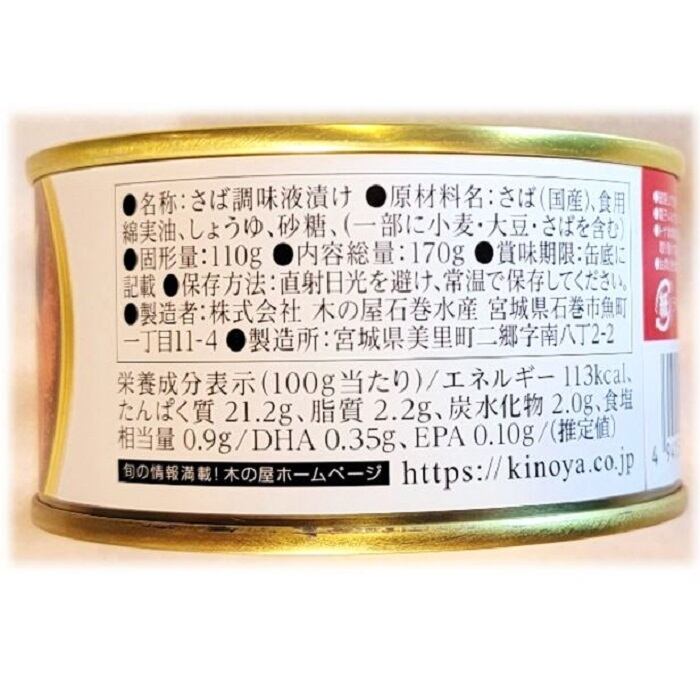 ●名称:さば調味液漬け ●原材料名:さば(国産)、食用
綿実油、しょうゆ、砂糖、(一部に小麦・大豆・さばを含む)
●固形量:110g ●内容総量:170g ●賞味期限:缶底に
記載 ●保存方法:直射日光を避け、常温で保存してください。
●製造者:株式会社 木の屋石巻水産 宮城県石巻市魚町
一丁目11-4 ●製造所:宮城県美里町二郷字南八丁2-2
栄養成分表示(100g当たり)/エネルギー 113kcal、
たんぱく質 21.2g、脂質 2.2g、炭水化物 2.0g、食塩
相当量 0.9g/DHA 0.35g、EPA 0.10g/(推定値)
旬の情報満載!木の屋ホームページ https://kinoya.co.jp